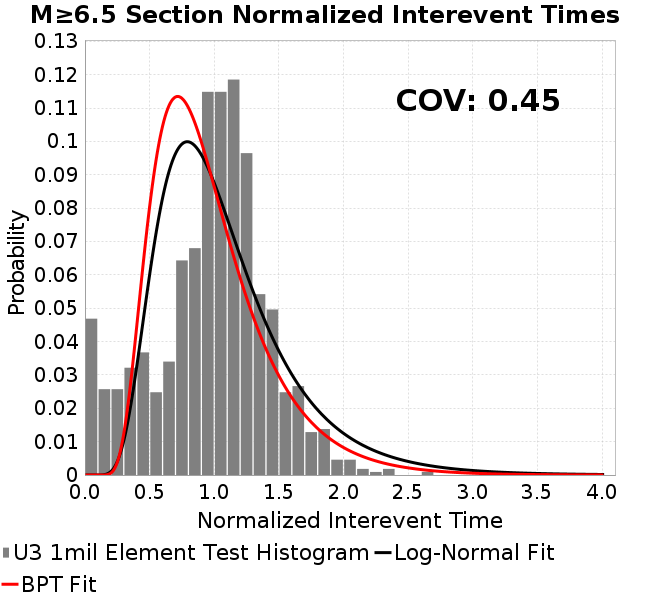 M≥6.5 Section Normalized Interevent Times
0.13
0.12
0.11
0.1
0.09
0.08
0.07
0.06
0.05
0.04
0.03
0.02
0.01
0
Probability
COV: 0.45
0.0 0.5 1.0 1.5 2.0 2.5 3.0 3.5 4.0
Normalized Interevent Time
U3 1mil Element Test Histogram Log-Normal Fit
BPT Fit